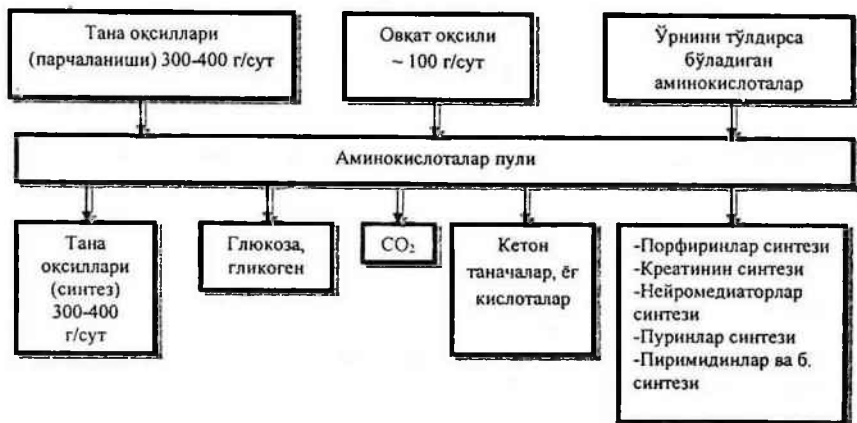 Тана оқсиллари
(парчаланиши) 300-400 г/сут
Овқат оқсили
~ 100 г/сут
Ўрнини тўлдирса
бўладиган
аминокислоталар
Аминокислоталар пули
Тана
оқсиллари
(синтез)
300-400
г/сут
Глюкоза,
гликоген
CO₂
Кетон
таначалар, ёғ
кислоталар
-Порфиринлар синтези
-Креатинин синтези
-Нейромедиаторлар
синтези
-Пуринлар синтези
-Пиримидинлар ва б.
синтези